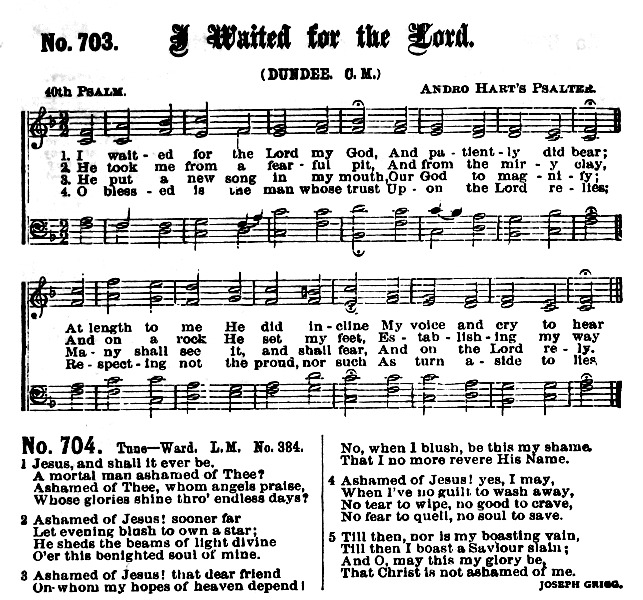 No. 703. I Waited for the Lord.
(DUNDEE. C. M.)
40th PSALM. ANDRO HART'S PSALTER.
1. I wait - ed for the Lord my God, And pa - tient - ly did bear;
2. He took me from a fear - ful pit, And from the mir - y clay,
3. He put a new song in my mouth, Our God to mag - ni - fy;
4. O bless - ed is the man whose trust Up - on the Lord re - lies;
At length to me He did in - cline My voice and cry to hear
And on a rock He set my feet, Es - tab - lish - ing my way
Ma - ny shall see it, and shall fear, And on the Lord re - ly.
Re - spect - ing not the proud, nor such As turn a - side to lies
No. 704. Tune—Ward. L.M. No. 384.
1 Jesus, and shall it ever be.
A mortal man ashamed of Thee?
Ashamed of Thee, whom angels praise,
Whose glories shine thro' endless days?
2 Ashamed of Jesus! sooner far
Let evening blush to own a star;
He sheds the beams of light divine
O'er this benighted soul of mine.
3 Ashamed of Jesus! that dear friend
On whom my hopes of heaven depend!
No, when I blush, be this my shame
That I no more revere His Name.
4 Ashamed of Jesus! yes, I may,
When I've no guilt to wash away,
No tear to wipe, no good to crave,
No fear to quell, no soul to save.
5 Till then, nor is my boasting vain,
Till then I boast a Saviour slain;
And O, may this my glory be,
That Christ is not ashamed of me.
JOSEPH GRIGG.